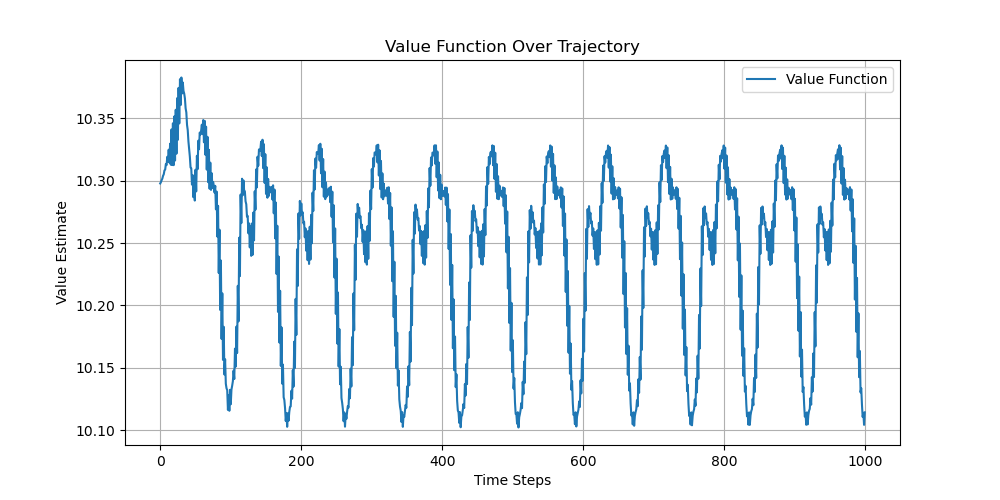 Value Function Over Trajectory
Value Function
Value Estimate
10.35
10.30
10.25
10.20
10.15
10.10
0 200 400 600 800 1000
Time Steps